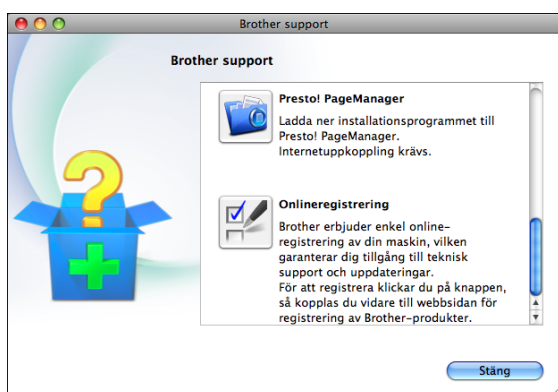 Brother support
Brother support
Presto! PageManager
Ladda ner installationsprogrammet till
Presto! PageManager.
Internetuppkoppling krävs.
Onlineregistrering
Brother erbjuder enkel online-
registrering av din maskin, vilken
garanterar dig tillgång till teknisk
support och uppdateringar.
För att registrera klickar du på knappen,
så kopplas du vidare till webbsidan för
registrering av Brother-produkter.
Stäng